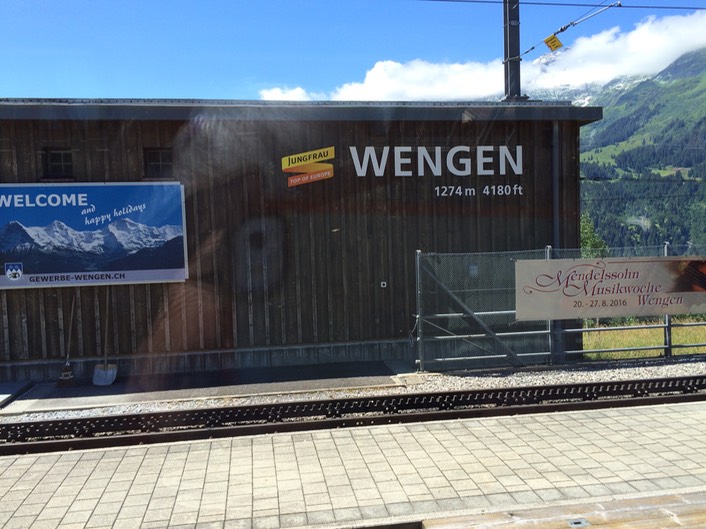 JUNGFRAU
TOP OF EUROPE
WENGEN
1274 m 4180 ft
WELCOME
and
happy holidays
GEWERBE-WENGEN.CH
Mendelssohn
Musikwoche
Wengen
20. - 27. 8. 2016